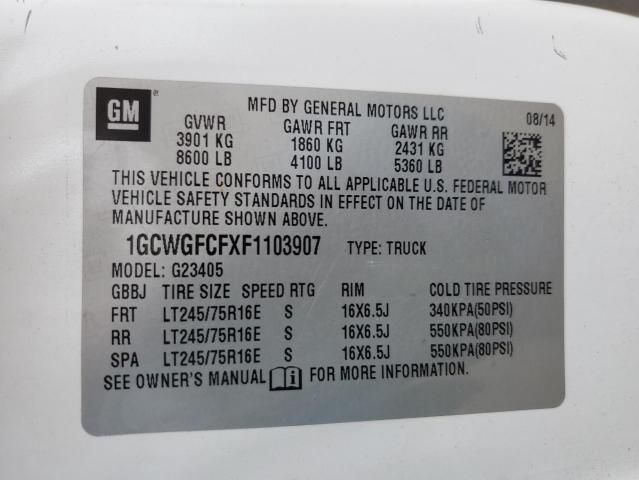 GM
MFD BY GENERAL MOTORS LLC
08/14
GVWR GAWR FRT GAWR RR
3901 KG 1860 KG 2431 KG
8600 LB 4100 LB 5360 LB
THIS VEHICLE CONFORMS TO ALL APPLICABLE U.S. FEDERAL MOTOR
VEHICLE SAFETY STANDARDS IN EFFECT ON THE DATE OF
MANUFACTURE SHOWN ABOVE.
1GCWGFCFXF1103907 TYPE: TRUCK
MODEL: G23405
GBBJ TIRE SIZE SPEED RTG RIM COLD TIRE PRESSURE
FRT LT245/75R16E S 16X6.5J 340KPA(50PSI)
RR LT245/75R16E S 16X6.5J 550KPA(80PSI)
SPA LT245/75R16E S 16X6.5J 550KPA(80PSI)
SEE OWNER'S MANUAL FOR MORE INFORMATION.